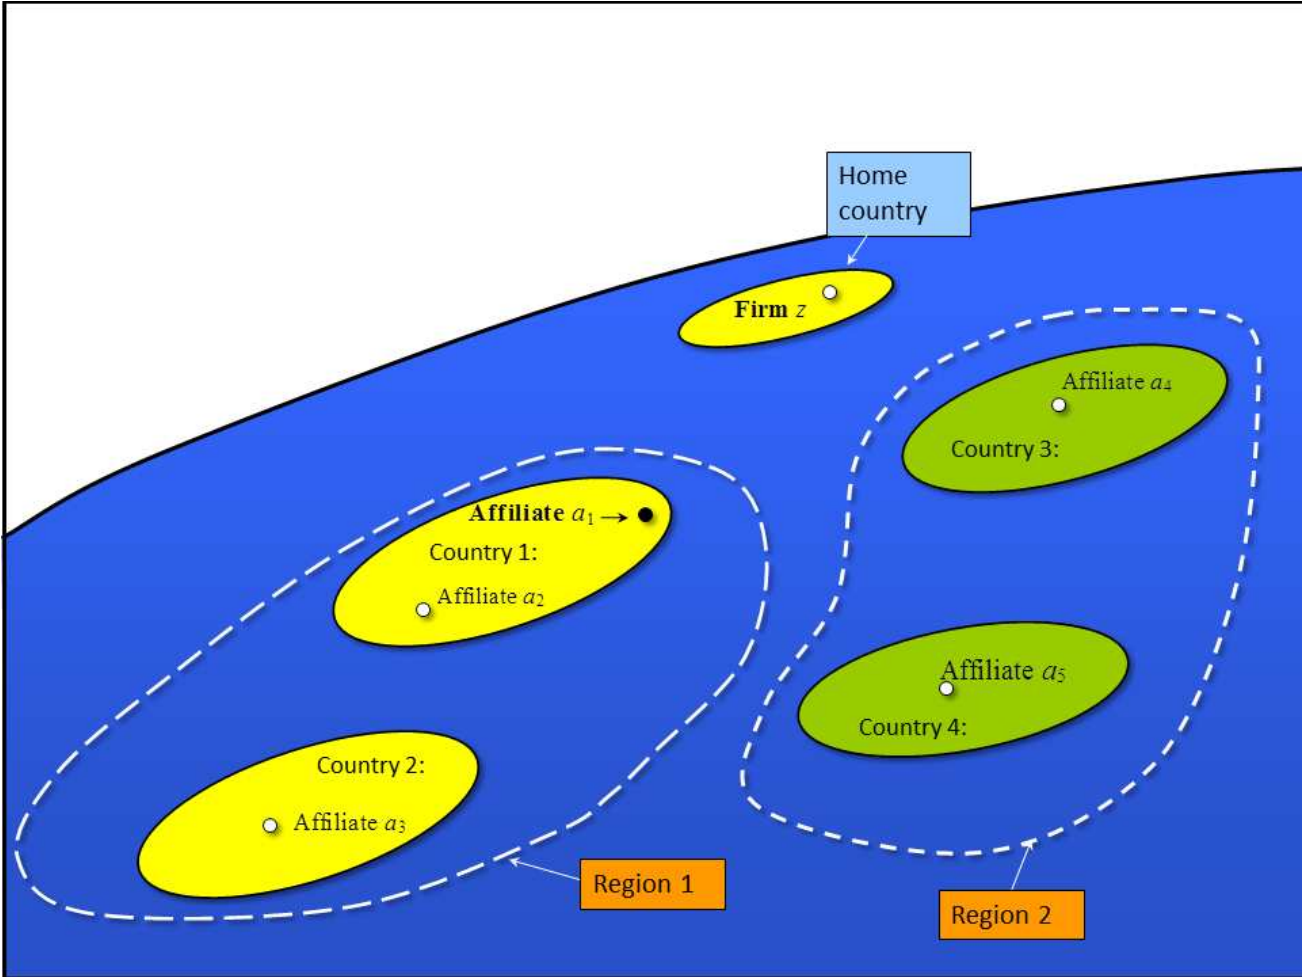 Home
country
Firm z
Affiliate a4
Country 3:
Affiliate a1
Country 1:
Affiliate a2
Affiliate a5
Country 4:
Country 2:
Affiliate a3
Region 1
Region 2